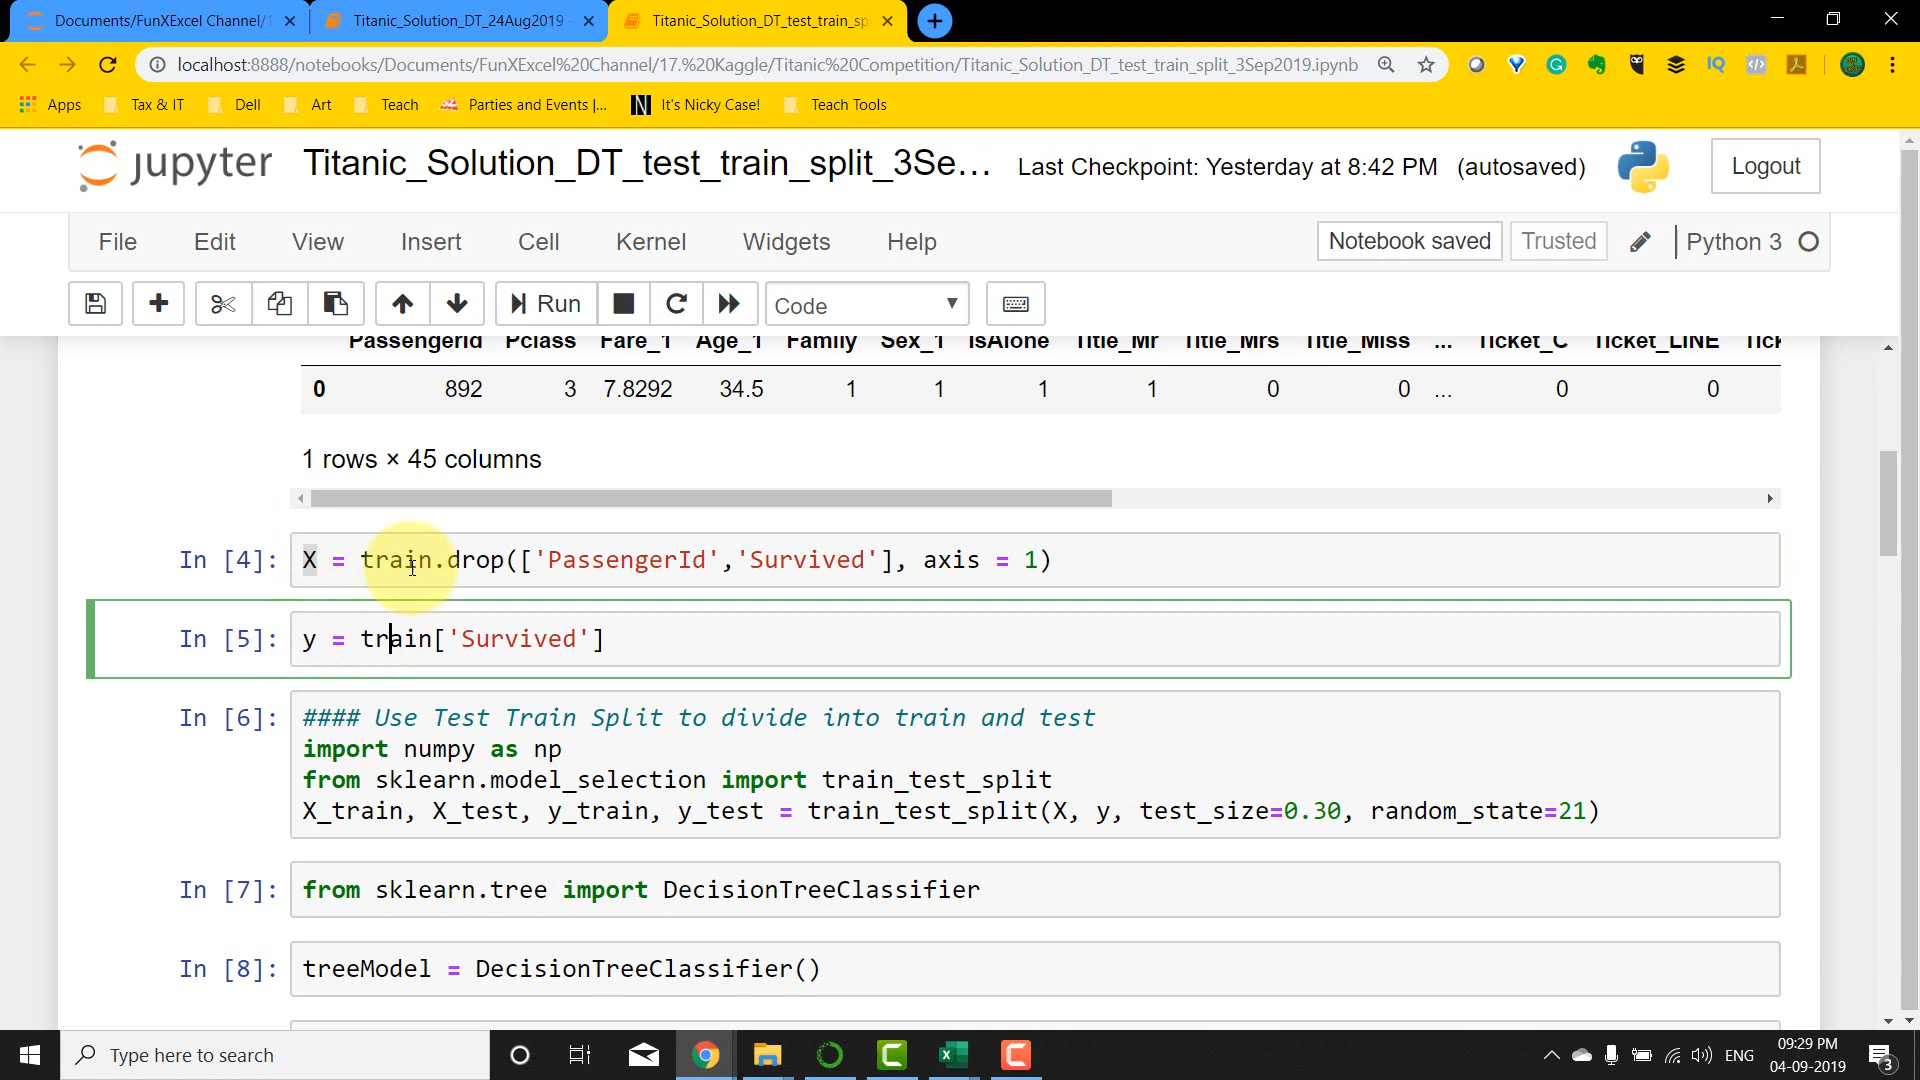 Documents/FunXExcel Channel/1 Titanic_Solution_DT_24Aug2019 Titanic_Solution_DT_test_train_sp
localhost:8888/notebooks/Documents/FunXExcel%20Channel/17.%20Kaggle/Titanic%20Competition/Titanic_Solution_DT_test_train_split_3Sep2019.ipynb
Apps Tax & IT Dell Art Teach Parties and Events |... It's Nicky Case! Teach Tools
jupyter Titanic_Solution_DT_test_train_split_3Se... Last Checkpoint: Yesterday at 8:42 PM (autosaved) Logout
File Edit View Insert Cell Kernel Widgets Help Notebook saved Trusted Python 3
Run Code
PassengerId Pclass Fare_1 Age_1 Family Sex_1 IsAlone Title_Mr Title_Mrs Title_Miss ... Ticket_C Ticket_LINE Tick
0 892 3 7.8292 34.5 1 1 1 1 0 0 ... 0 0
1 rows × 45 columns
In [4]: X = train.drop(['PassengerId','Survived'], axis = 1)
In [5]: y = train['Survived']
In [6]: #### Use Test Train Split to divide into train and test
import numpy as np
from sklearn.model_selection import train_test_split
X_train, X_test, y_train, y_test = train_test_split(X, y, test_size=0.30, random_state=21)
In [7]: from sklearn.tree import DecisionTreeClassifier
In [8]: treeModel = DecisionTreeClassifier()
Type here to search ENG 09:29 PM
04-09-2019 3